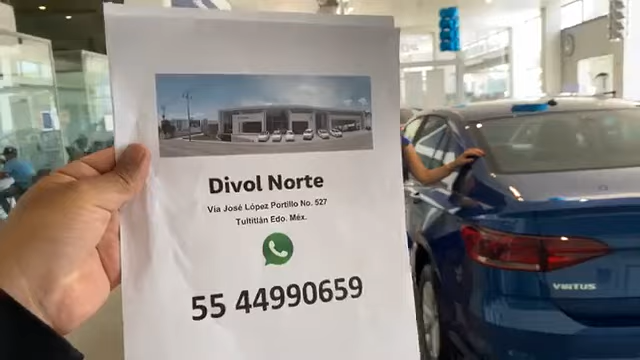 Divol Norte
Vía José López Portillo No. 527
Tultitlán Edo. Méx.
55 44990659
VIRTUS